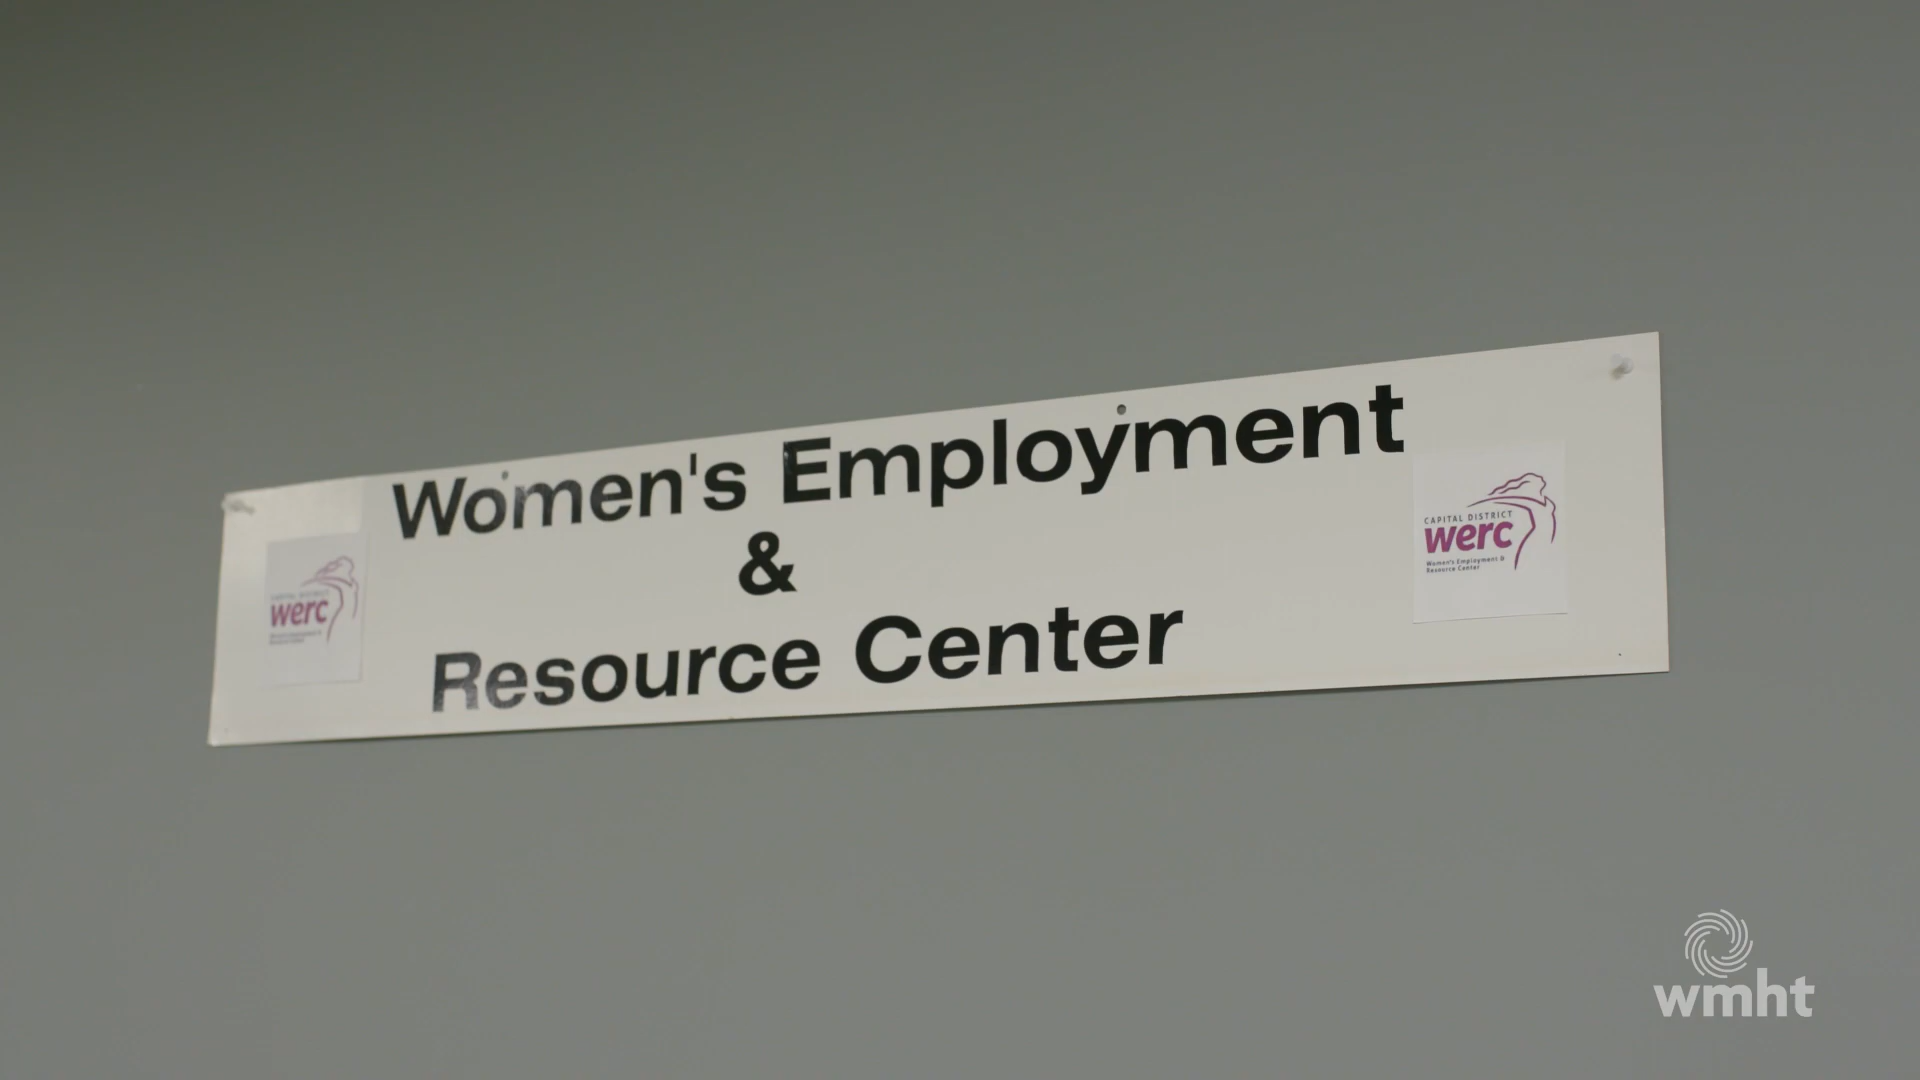 Women's Employment
&
Resource Center
werc
CAPITAL DISTRICT
werc
Women's Employment &
Resource Center
wmht